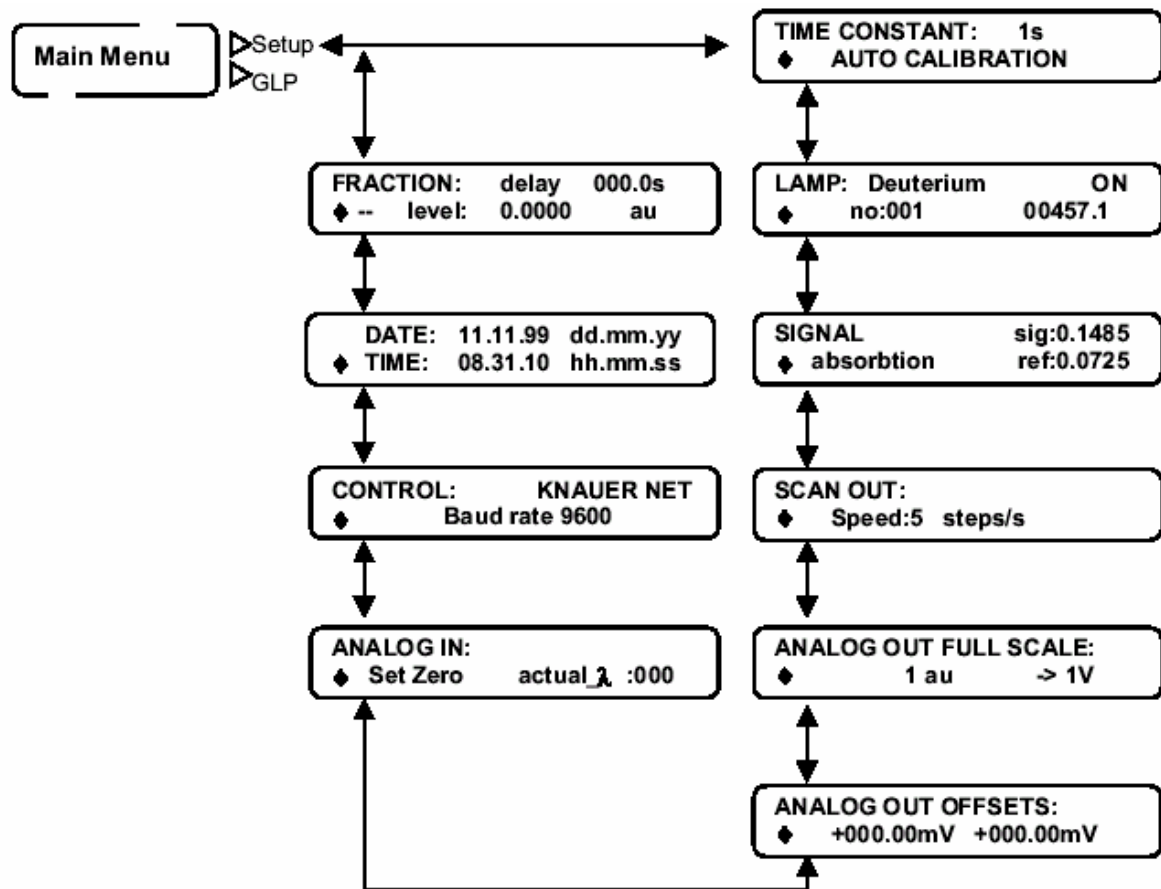 Main Menu
Setup
GLP
TIME CONSTANT: 1s
AUTO CALIBRATION
FRACTION: delay 000.0s
-- level: 0.0000 au
LAMP: Deuterium ON
no:001 00457.1
DATE: 11.11.99 dd.mm.yy
TIME: 08.31.10 hh.mm.ss
SIGNAL sig:0.1485
absorbtion ref:0.0725
CONTROL: KNAUER NET
Baud rate 9600
SCAN OUT:
Speed:5 steps/s
ANALOG IN:
Set Zero actual_λ :000
ANALOG OUT FULL SCALE:
1 au -> 1V
ANALOG OUT OFFSETS:
+000.00mV +000.00mV